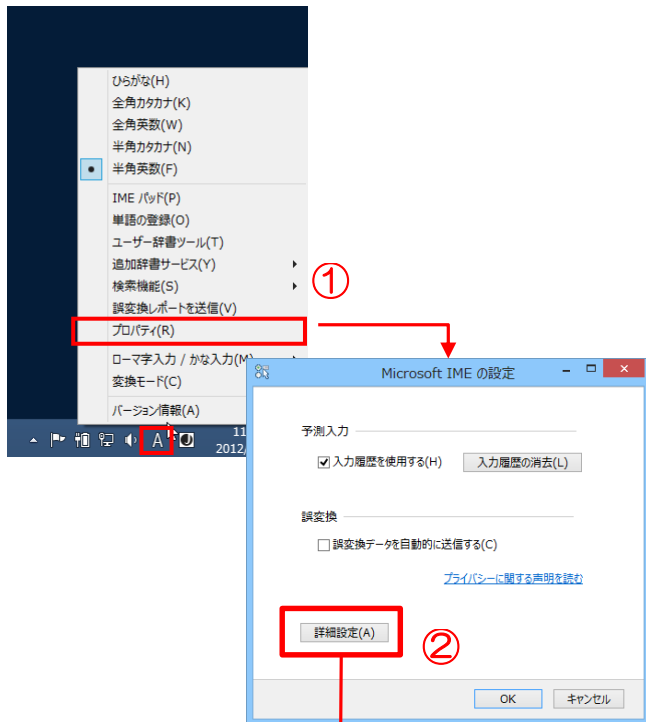 ひらがな(H)
全角カタカナ(K)
全角英数(W)
半角カタカナ(N)
半角英数(F)
IME パッド(P)
単語の登録(O)
ユーザー辞書ツール(T)
追加辞書サービス(Y)
検索機能(S)
誤変換レポートを送信(V)
プロパティ(R)
ローマ字入力 / かな入力(M)
変換モード(C)
バージョン情報(A)
A
11
2012/
①
Microsoft IME の設定
予測入力
入力履歴を使用する(H)
入力履歴の消去(L)
誤変換
誤変換データを自動的に送信する(C)
プライバシーに関する声明を読む
詳細設定(A)
②
OK
キャンセル